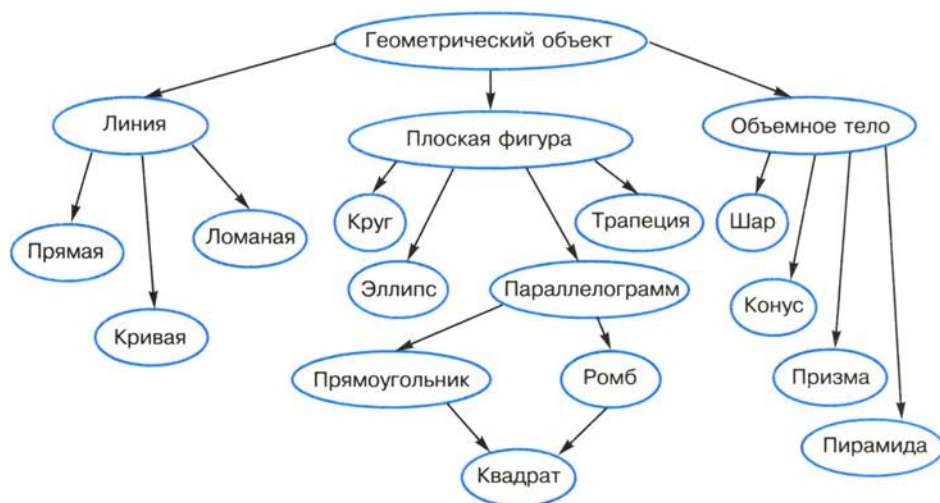 Геометрический объект
Линия
Плоская фигура
Объемное тело
Круг
Трапеция
Шар
Прямая
Ломаная
Эллипс
Параллелограмм
Конус
Кривая
Прямоугольник
Ромб
Призма
Пирамида
Квадрат